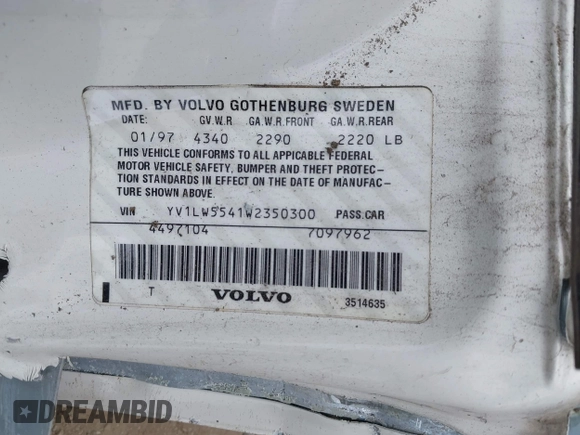 MFD. BY VOLVO GOTHENBURG SWEDEN
DATE: GV.W.R GA.W.R.FRONT GA.W.R.REAR
01/97 4340 2290 2220 LB
THIS VEHICLE CONFORMS TO ALL APPLICABLE FEDERAL
MOTOR VEHICLE SAFETY, BUMPER AND THEFT PROTEC-
TION STANDARDS IN EFFECT ON THE DATE OF MANUFAC-
TURE SHOWN ABOVE.
VIN YV1LW5541W2350300 PASS.CAR
4497104 7097962
T VOLVO 3514635
DREAMBID